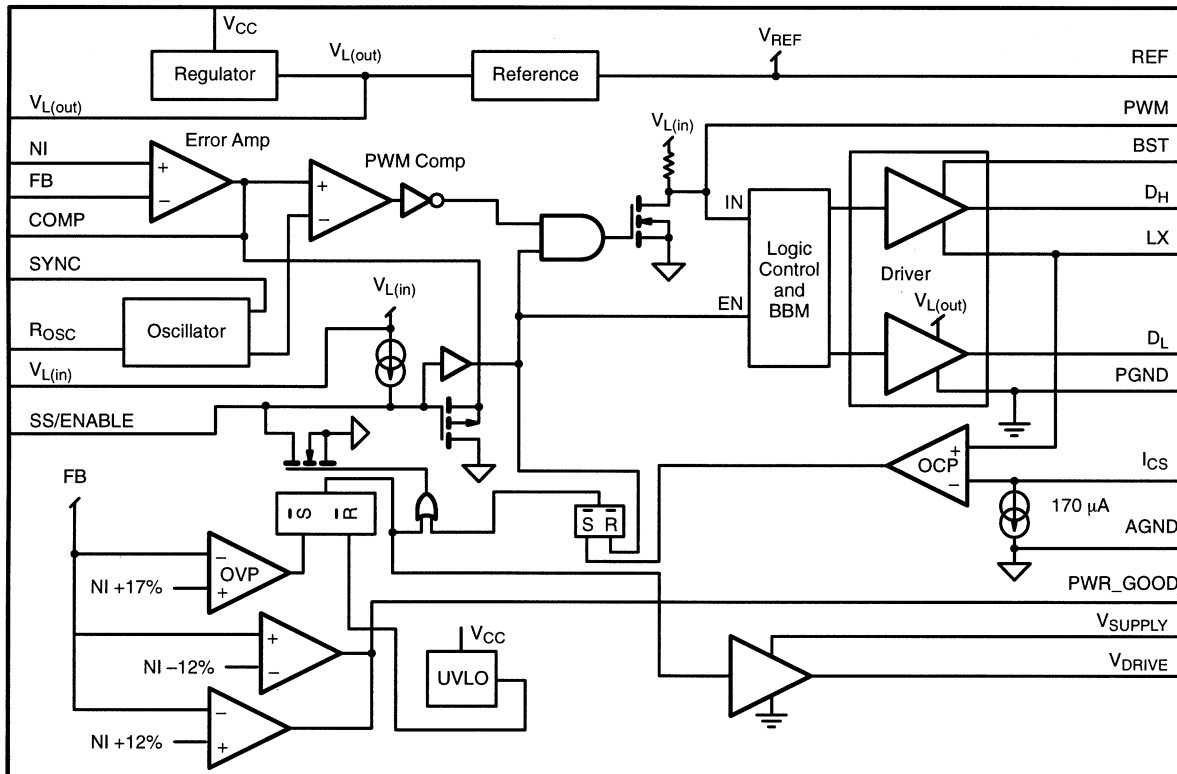 VCC
VL(out)
VREF
Regulator
Reference
REF
VL(out)
PWM
VL(in)
Error Amp
NI
PWM Comp
BST
FB
IN
DH
COMP
LX
SYNC
Logic
Control
and
BBM
Driver
VL(in)
EN
VL(out)
ROSC
Oscillator
DL
VL(in)
PGND
SS/ENABLE
OCP
ICS
FB
170 µA
S R
S R
AGND
OVP
NI +17%
PWR_GOOD
VCC
VSUPPLY
NI –12%
UVLO
VDRIVE
NI +12%